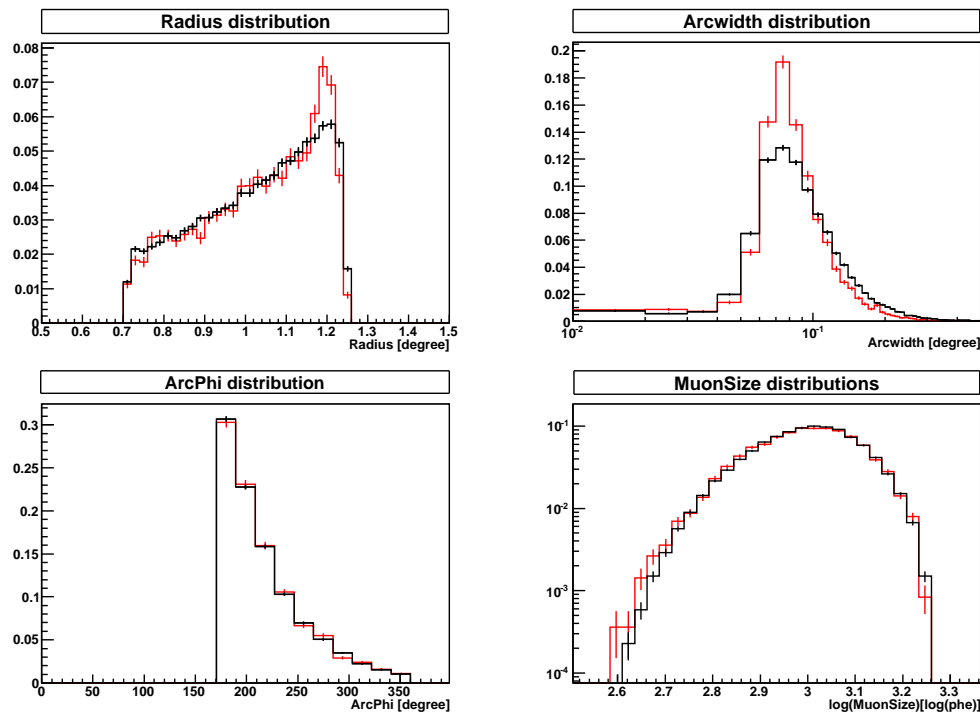 Radius distribution
0.08
0.07
0.06
0.05
0.04
0.03
0.02
0.01
0
0.5 0.6 0.7 0.8 0.9 1 1.1 1.2 1.3 1.4 1.5
Radius [degree]
Arcwidth distribution
0.2
0.18
0.16
0.14
0.12
0.1
0.08
0.06
0.04
0.02
0
10-2 10-1
Arcwidth [degree]
ArcPhi distribution
0.3
0.25
0.2
0.15
0.1
0.05
0
0 50 100 150 200 250 300 350
ArcPhi [degree]
MuonSize distributions
10-1
10-2
10-3
10-4
2.6 2.7 2.8 2.9 3 3.1 3.2 3.3
log(MuonSize)[log(phe)]